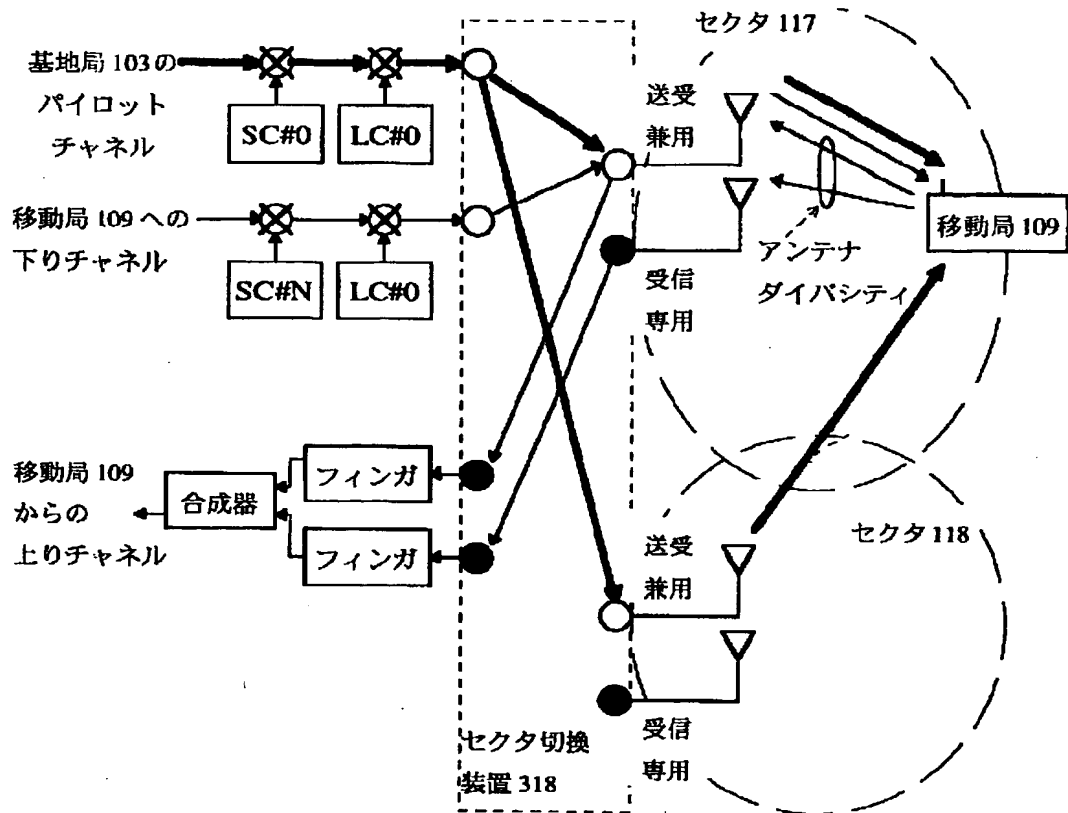 セクタ 117
基地局 103 の
パイロット
チャネル
SC#0
LC#0
送受
兼用
移動局 109 への
下りチャネル
SC#N
LC#0
移動局 109
アンテナ
ダイバシティ
受信
専用
移動局 109
からの
上りチャネル
合成器
フィンガ
フィンガ
セクタ 118
送受
兼用
セクタ切換
装置 318
受信
専用